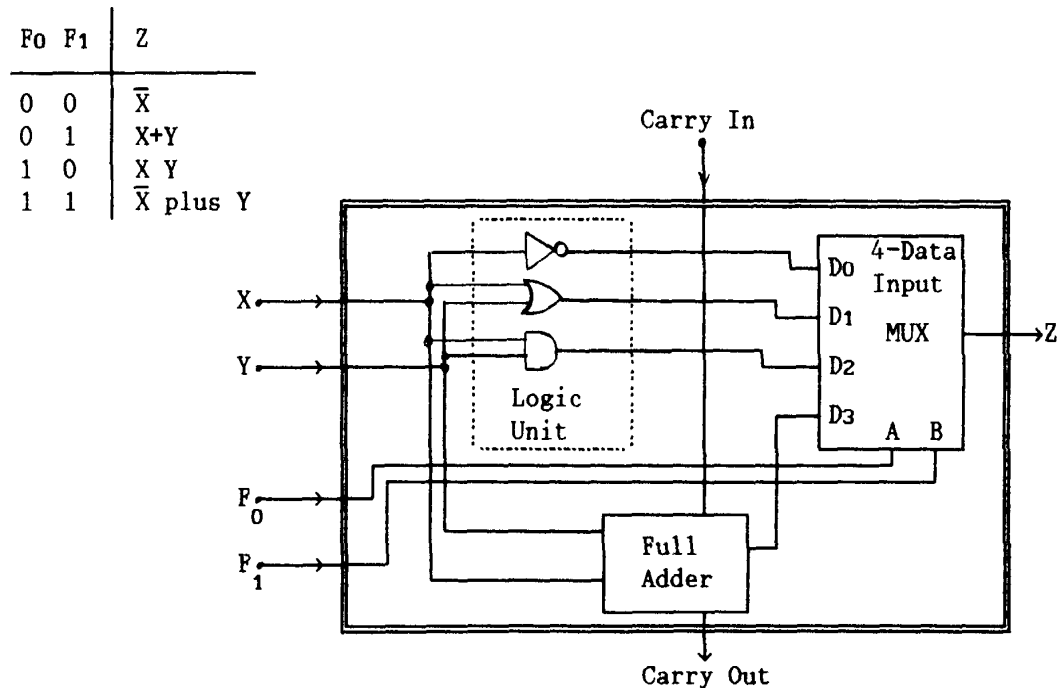 F0 F1 Z
0 0 X̅
0 1 X+Y
1 0 X Y
1 1 X̅ plus Y
Carry In
4-Data
Input
MUX
D0
D1
D2
D3
A B
X
Y
Z
Logic
Unit
F0
F1
Full
Adder
Carry Out